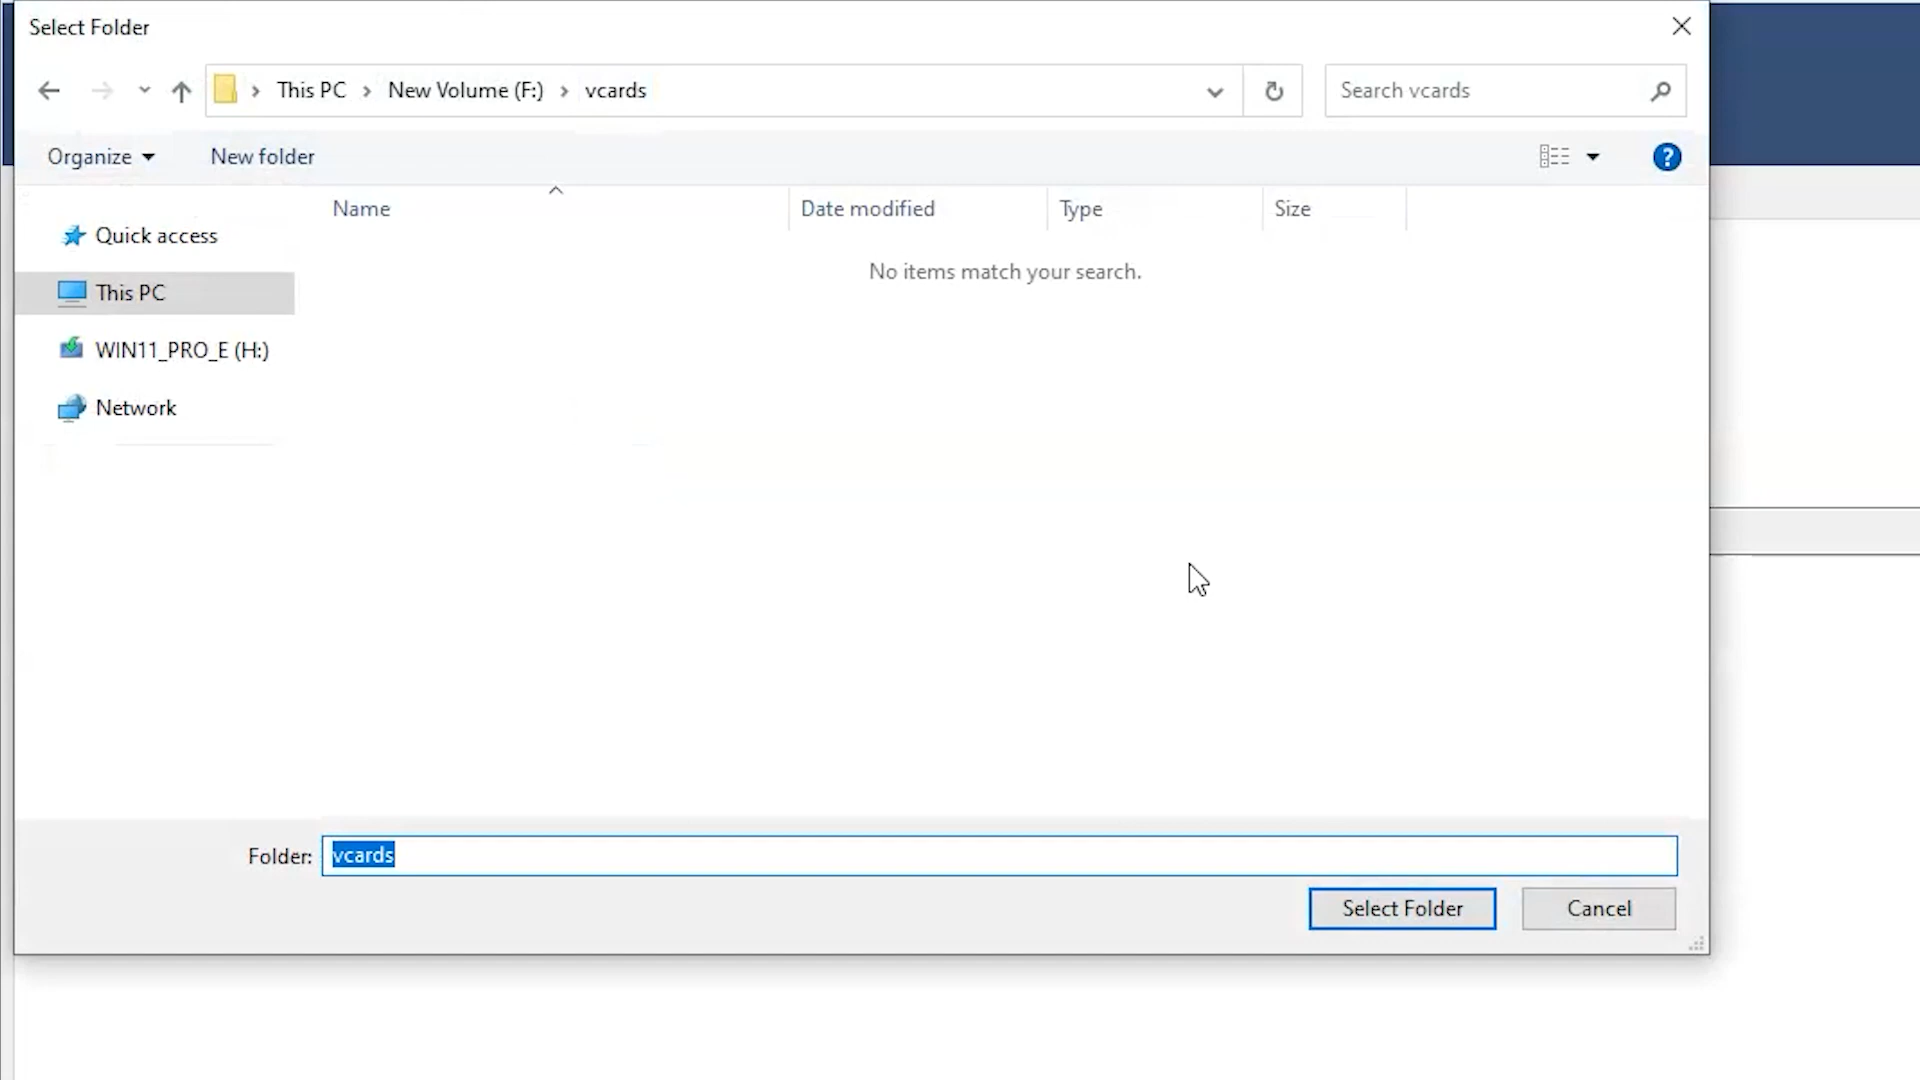 Select Folder
This PC > New Volume (F:) > vcards
Search vcards
Organize
New folder
?
Name
Date modified
Type
Size
No items match your search.
Quick access
This PC
WIN11_PRO_E (H:)
Network
Folder: vcards
Select Folder
Cancel